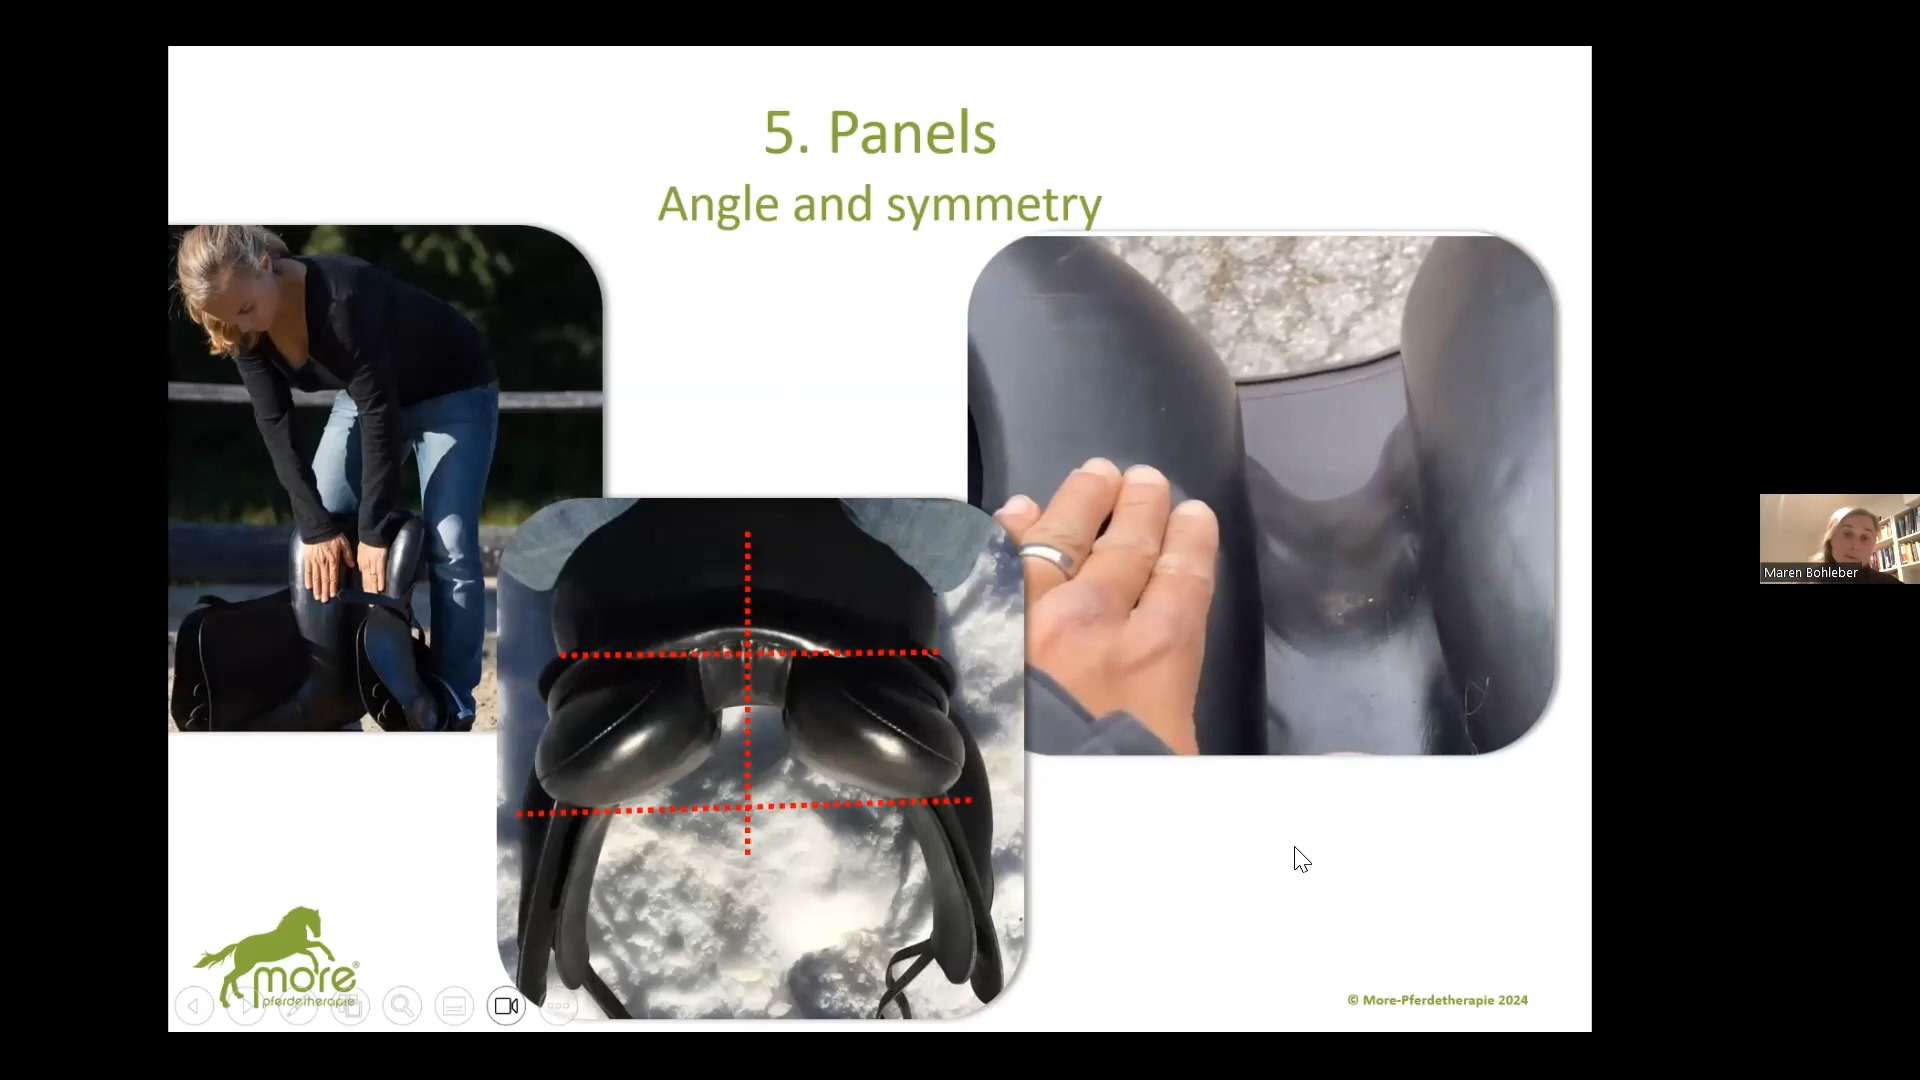 5. Panels
Angle and symmetry
Maren Bohleber
more®
pferdetherapie
© More-Pferdetherapie 2024